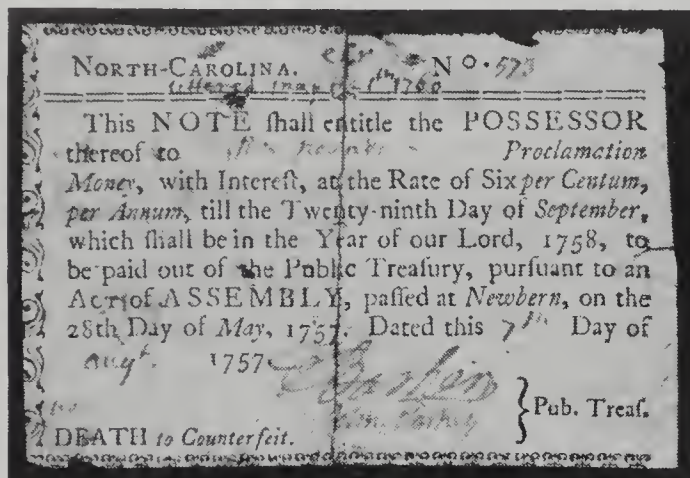 NORTH-CAROLINA. No. 573
1760
This NOTE ſhall entitle the POSSESSOR
thereof to Proclamation
Money, with Intereſt, at the Rate of Six per Centum,
per Annum, till the Twenty-ninth Day of September,
which ſhall be in the Year of our Lord, 1758, to
be paid out of the Public Treaſury, purſuant to an
Act of ASSEMBLY, paſſed at Newbern, on the
28th Day of May, 1757. Dated this 7th Day of
Augt. 1757
Pub. Treaſ.
DEATH to Counterfeit.